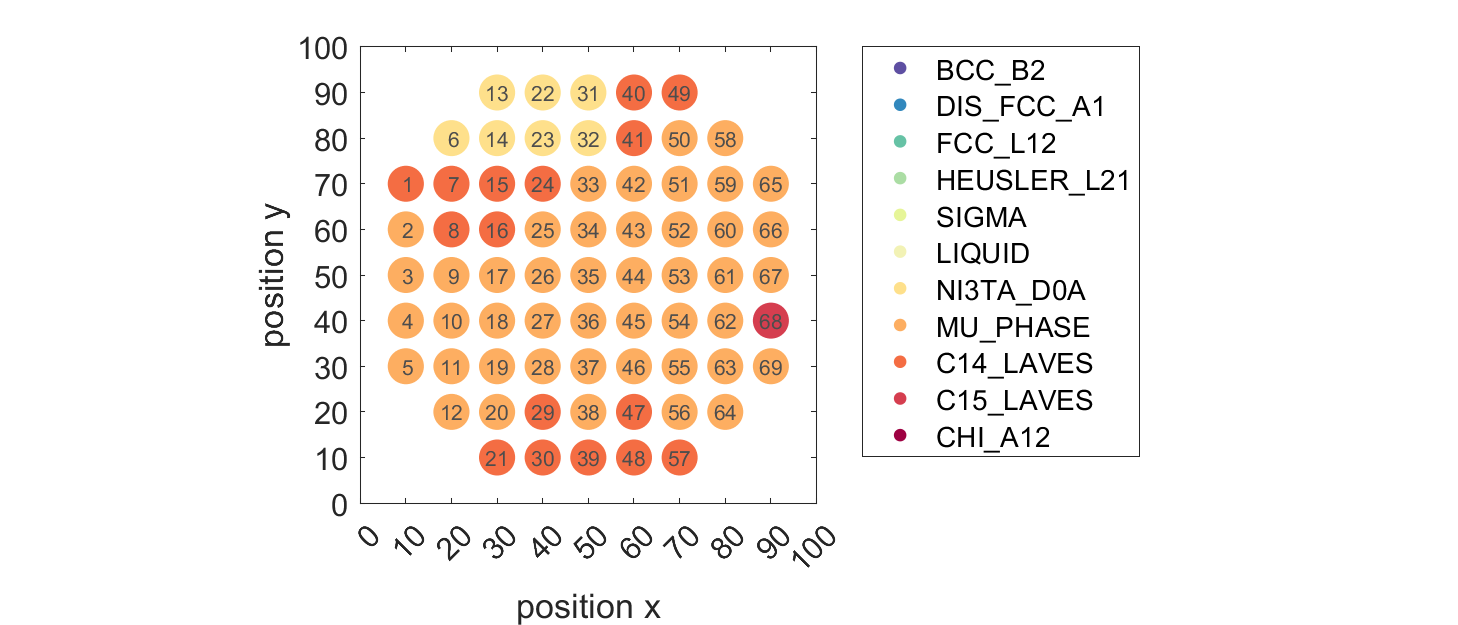 100
90
80
70
60
50
40
30
20
10
0
13 22 31 40 49
6 14 23 32 41 50 58
1 7 15 24 33 42 51 59 65
2 8 16 25 34 43 52 60 66
3 9 17 26 35 44 53 61 67
4 10 18 27 36 45 54 62 68
5 11 19 28 37 46 55 63 69
12 20 29 38 47 56 64
21 30 39 48 57
0 10 20 30 40 50 60 70 80 90 100
position x
position y
BCC_B2
DIS_FCC_A1
FCC_L12
HEUSLER_L21
SIGMA
LIQUID
NI3TA_D0A
MU_PHASE
C14_LAVES
C15_LAVES
CHI_A12